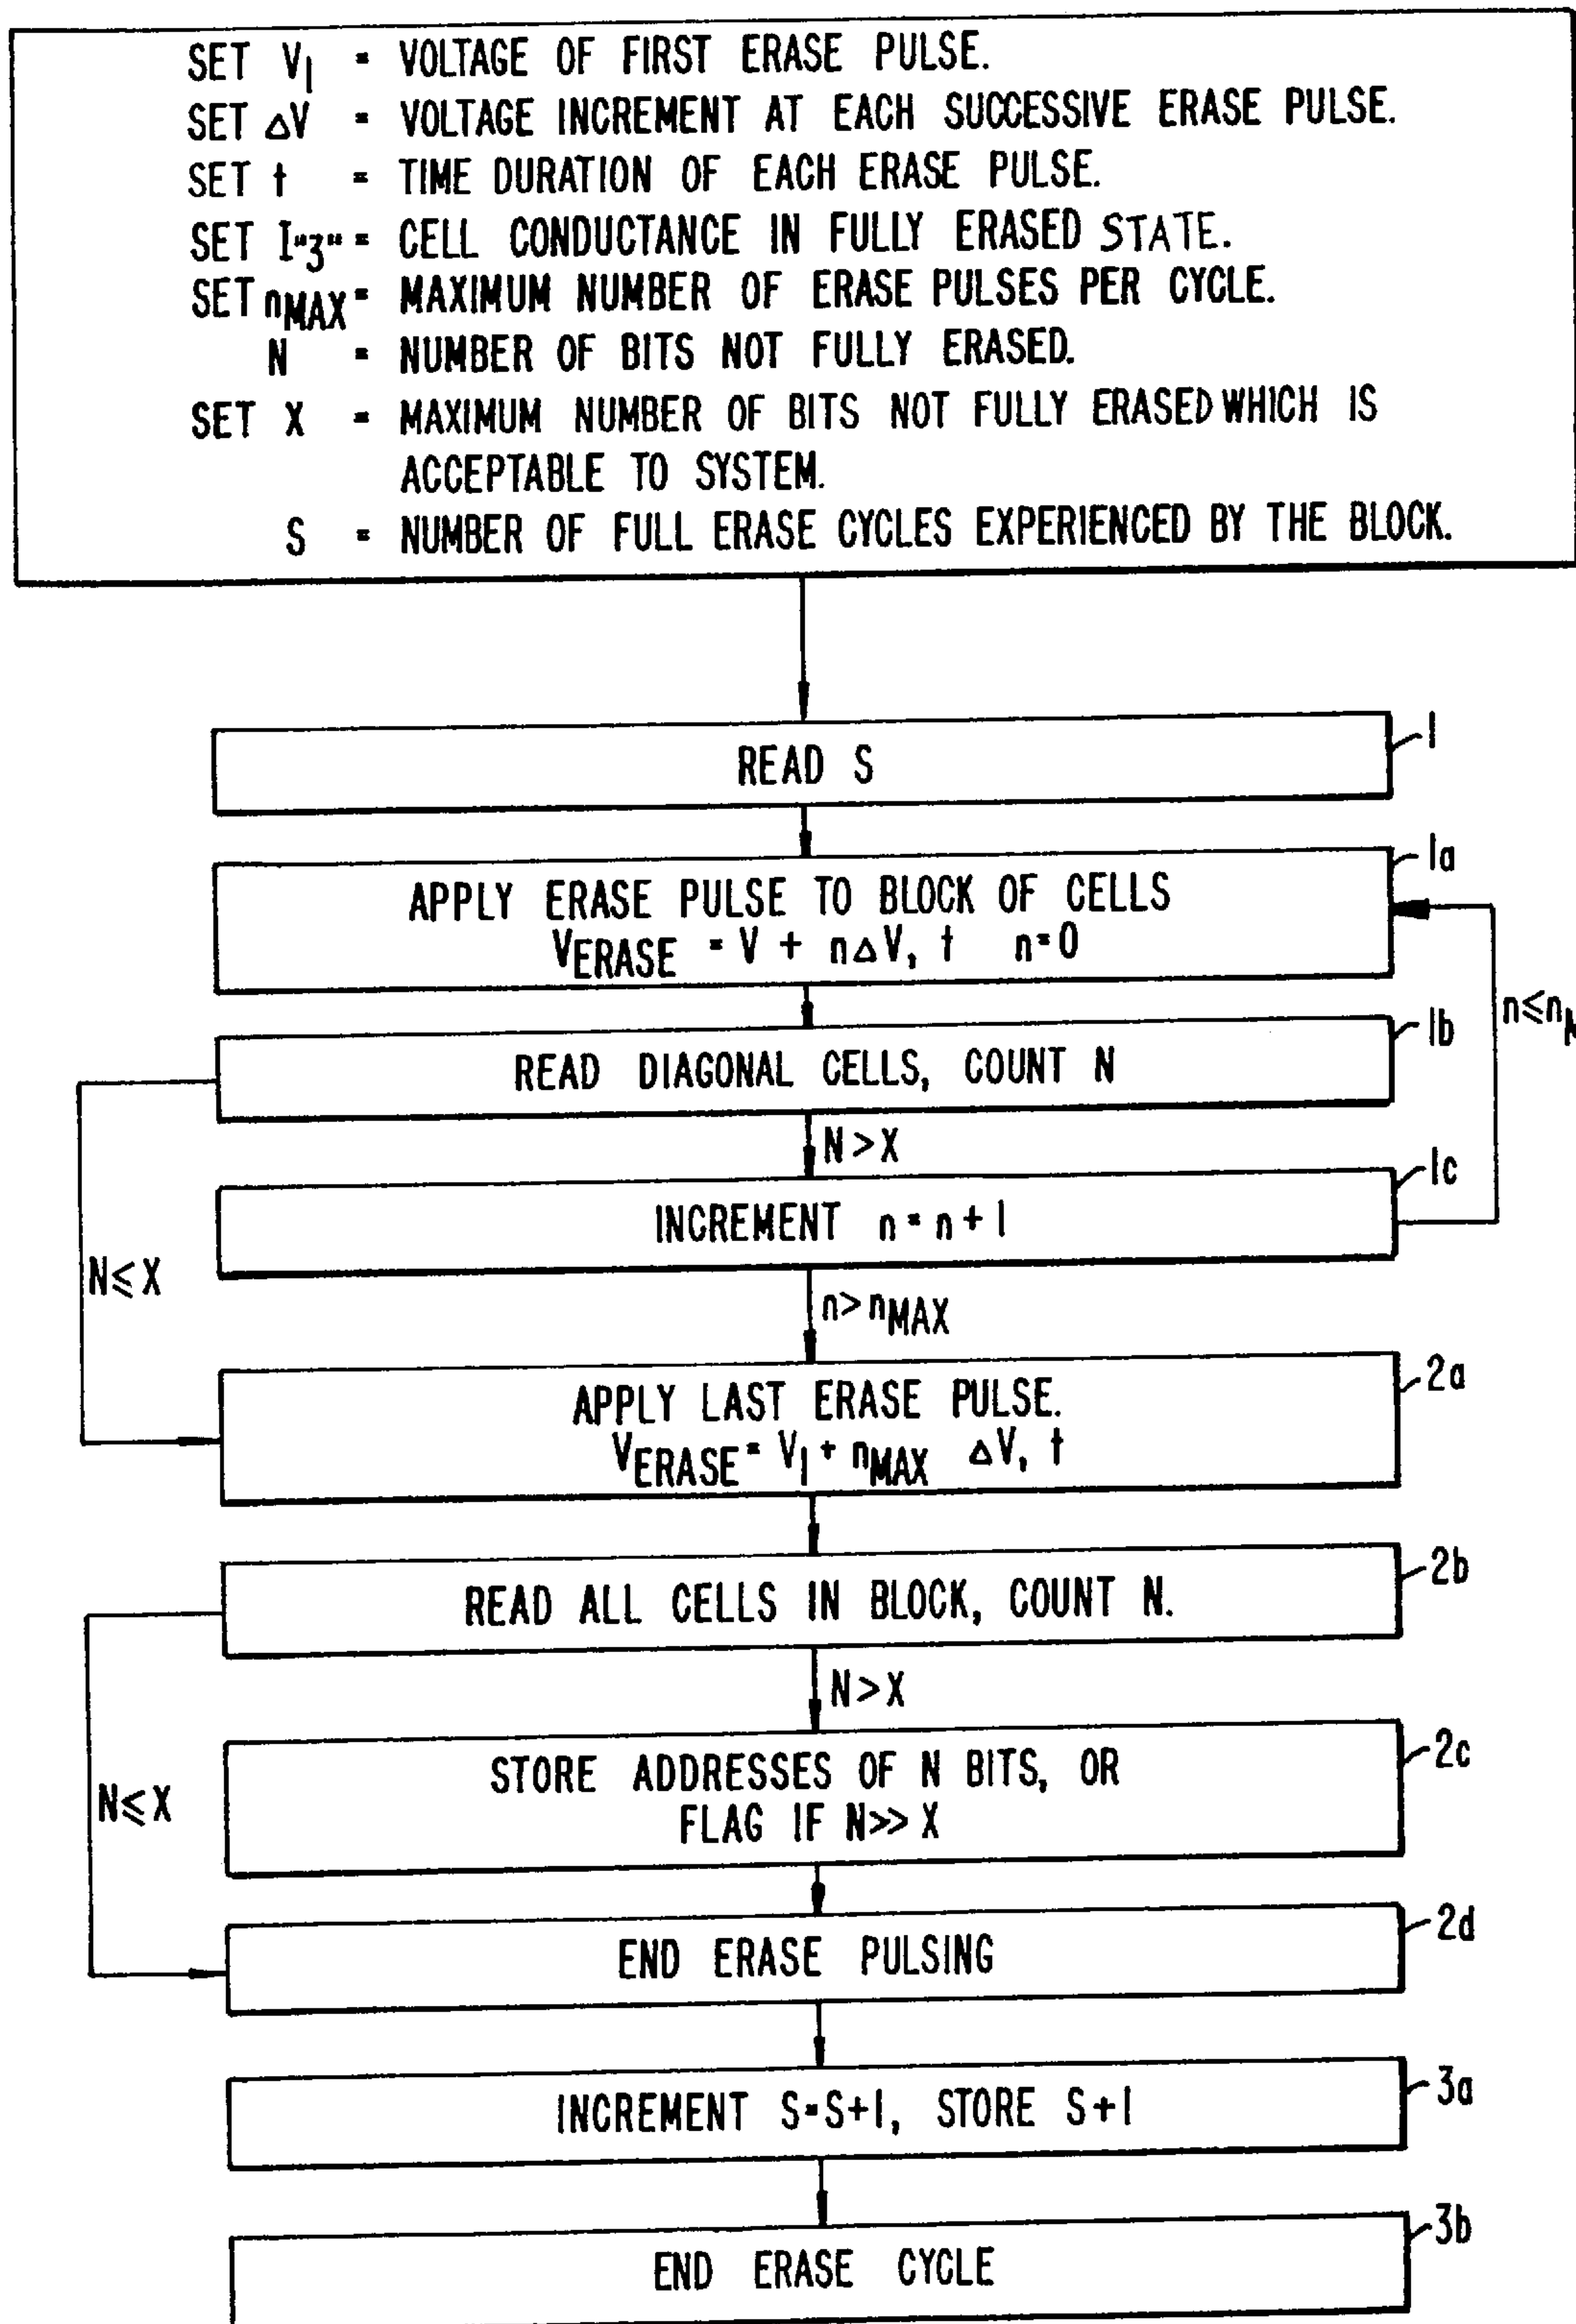 SET V1 = VOLTAGE OF FIRST ERASE PULSE.
SET ΔV = VOLTAGE INCREMENT AT EACH SUCCESSIVE ERASE PULSE.
SET t = TIME DURATION OF EACH ERASE PULSE.
SET I"3" = CELL CONDUCTANCE IN FULLY ERASED STATE.
SET nMAX = MAXIMUM NUMBER OF ERASE PULSES PER CYCLE.
N = NUMBER OF BITS NOT FULLY ERASED.
SET X = MAXIMUM NUMBER OF BITS NOT FULLY ERASED WHICH IS
ACCEPTABLE TO SYSTEM.
S = NUMBER OF FULL ERASE CYCLES EXPERIENCED BY THE BLOCK.
1
READ S
1a
APPLY ERASE PULSE TO BLOCK OF CELLS
VERASE = V + nΔV, t n=0
n≤n
1b
READ DIAGONAL CELLS, COUNT N
N>X
1c
INCREMENT n=n+1
N≤X
n>nMAX
2a
APPLY LAST ERASE PULSE.
VERASE = V1 + nMAX ΔV, t
2b
READ ALL CELLS IN BLOCK, COUNT N.
N>X
2c
STORE ADDRESSES OF N BITS, OR
FLAG IF N>>X
N≤X
2d
END ERASE PULSING
3a
INCREMENT S=S+1, STORE S+1
3b
END ERASE CYCLE